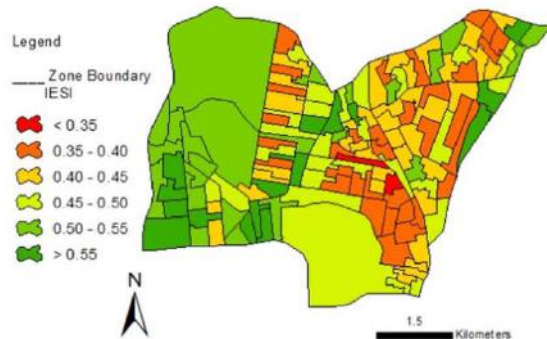 Legend
Zone Boundary
IESI
< 0.35
0.35 - 0.40
0.40 - 0.45
0.45 - 0.50
0.50 - 0.55
> 0.55
N
1.5
Kilometers